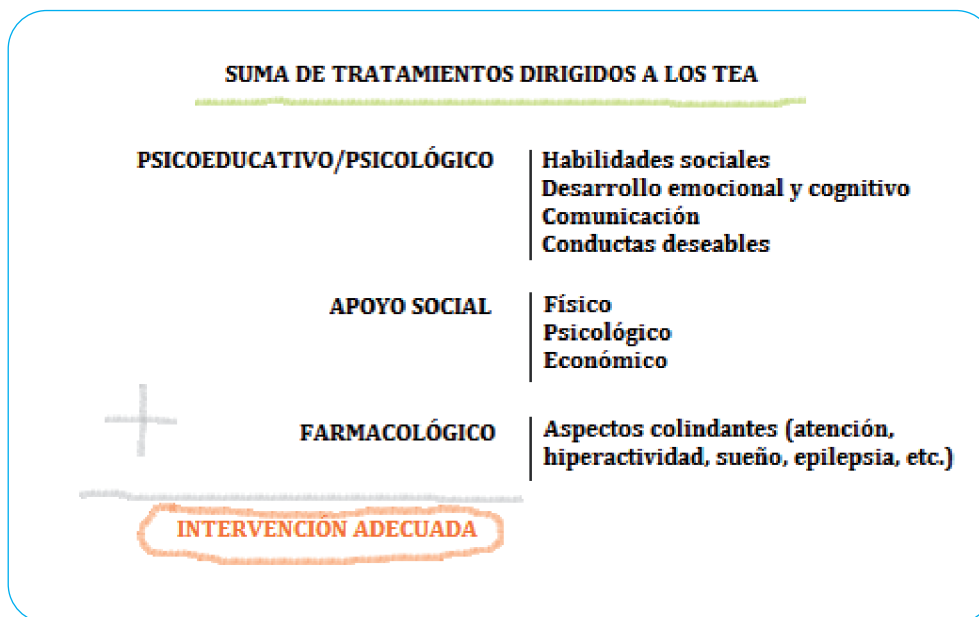 SUMA DE TRATAMIENTOS DIRIGIDOS A LOS TEA
PSICOEDUCATIVO/PSICOLÓGICO
Habilidades sociales
Desarrollo emocional y cognitivo
Comunicación
Conductas deseables
APOYO SOCIAL
Físico
Psicológico
Económico
+
FARMACOLÓGICO
Aspectos colindantes (atención,
hiperactividad, sueño, epilepsia, etc.)
INTERVENCIÓN ADECUADA